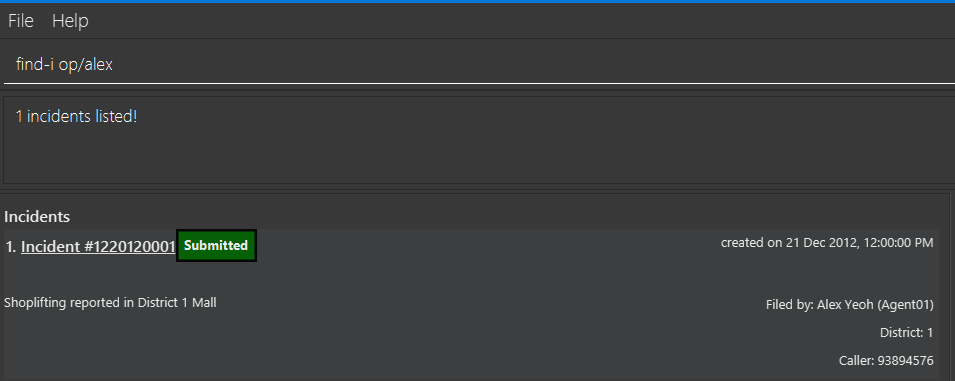 File Help
find-i op/alex
1 incidents listed!
Incidents
1. Incident #1220120001 Submitted created on 21 Dec 2012, 12:00:00 PM
Shoplifting reported in District 1 Mall Filed by: Alex Yeoh (Agent01)
District: 1
Caller: 93894576